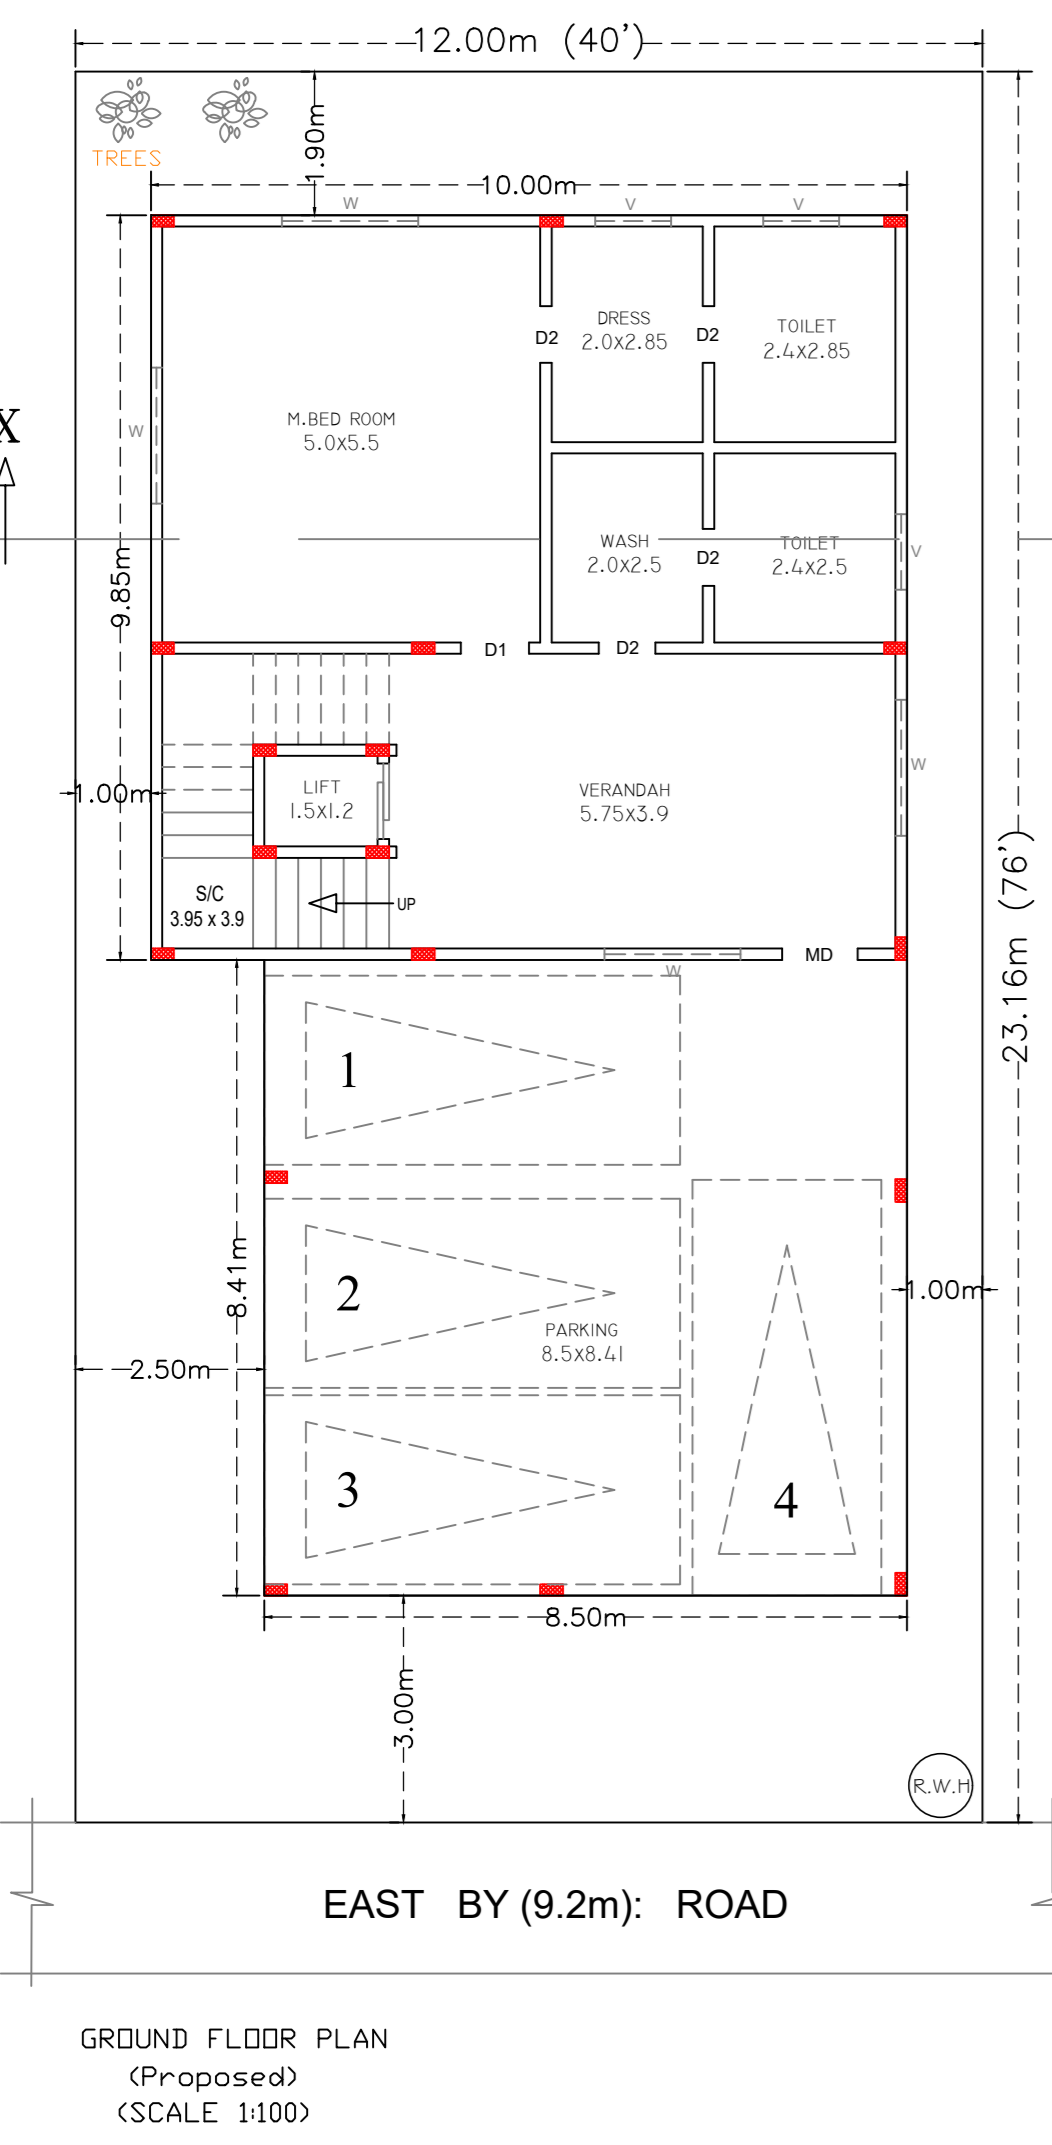 12.00m (40')
TREES
1.90m
10.00m
W
V
V
DRESS
2.0x2.85
TOILET
2.4x2.85
D2
D2
M.BED ROOM
5.0x5.5
X
W
WASH
2.0x2.5
D2
TOILET
2.4x2.5
V
9.85m
D1
D2
LIFT
1.5x1.2
VERANDAH
5.75x3.9
W
1.00m
S/C
3.95 x 3.9
UP
23.16m (76')
MD
W
1
2
PARKING
8.5x8.41
8.41m
1.00m
2.50m
3
4
8.50m
3.00m
R.W.H
EAST BY (9.2m): ROAD
GROUND FLOOR PLAN
(Proposed)
(SCALE 1:100)